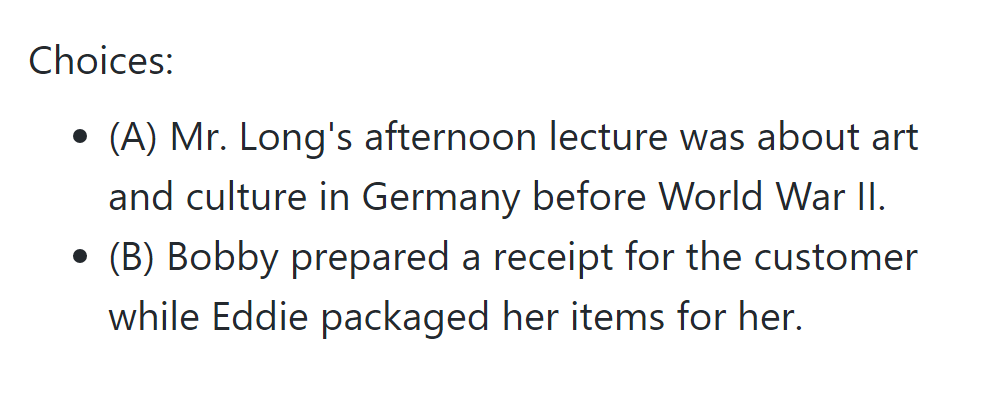 Choices:
• (A) Mr. Long's afternoon lecture was about art
and culture in Germany before World War II.
• (B) Bobby prepared a receipt for the customer
while Eddie packaged her items for her.